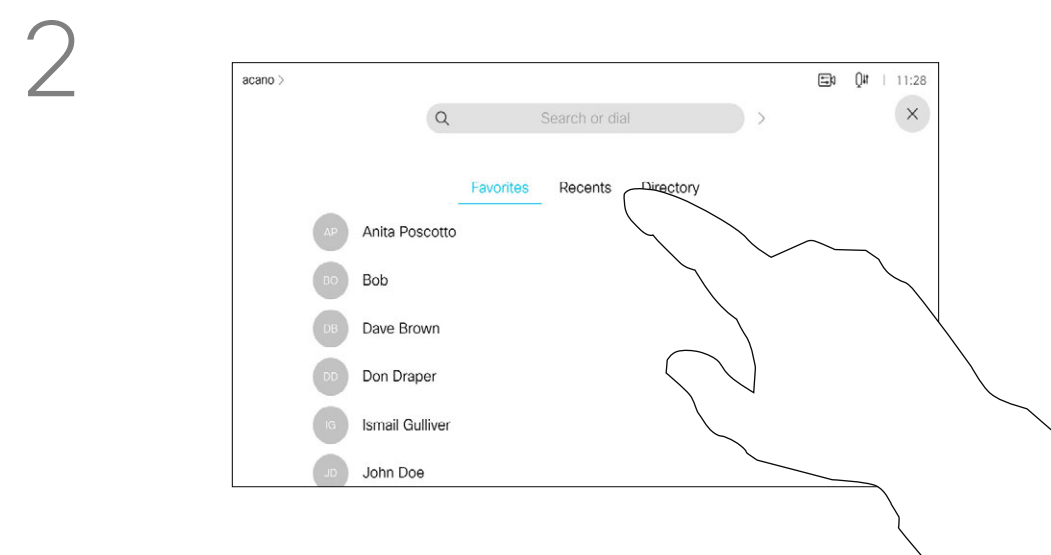 2
acano >
11:28
Search or dial
Favorites Recents Directory
AP Anita Poscotto
BO Bob
DB Dave Brown
DD Don Draper
IG Ismail Gulliver
JD John Doe